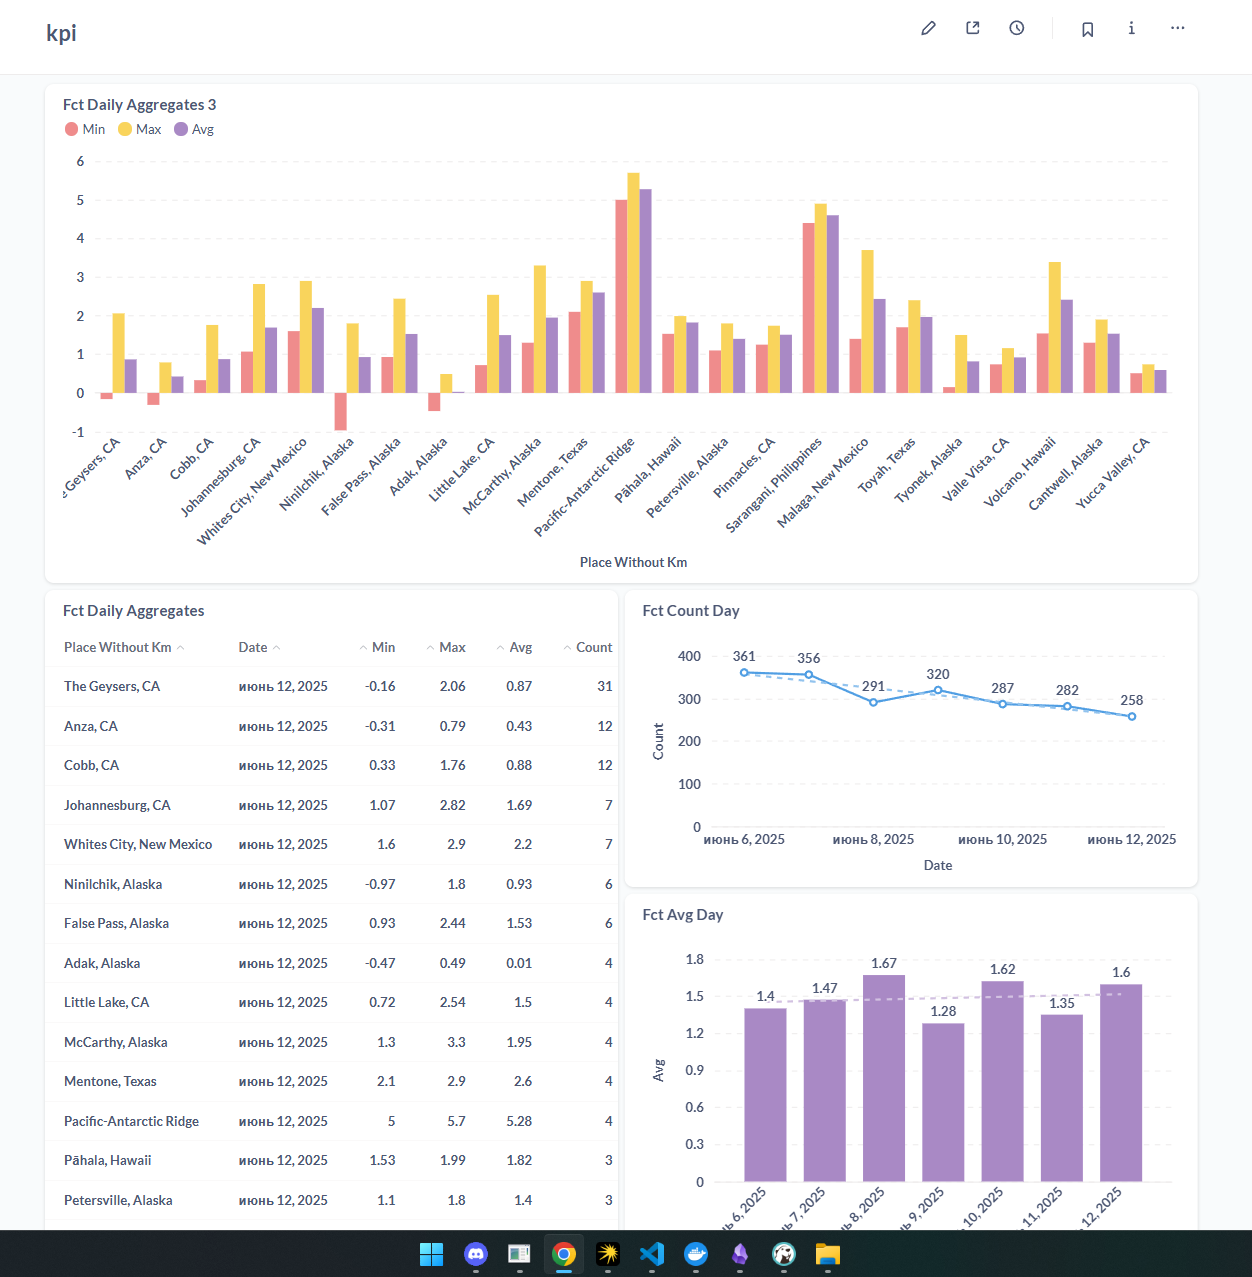 kpi
Fct Daily Aggregates 3
Min Max Avg
6
5
4
3
2
1
0
-1
e Geysers, CA
Anza, CA
Cobb, CA
Johannesburg, CA
Whites City, New Mexico
Ninilchik, Alaska
False Pass, Alaska
Adak, Alaska
Little Lake, CA
McCarthy, Alaska
Mentone, Texas
Pacific-Antarctic Ridge
Pāhala, Hawaii
Petersville, Alaska
Pinnacles, CA
Sarangani, Philippines
Malaga, New Mexico
Toyah, Texas
Tyonek, Alaska
Valle Vista, CA
Volcano, Hawaii
Cantwell, Alaska
Yucca Valley, CA
Place Without Km
Fct Daily Aggregates
Place Without Km Date Min Max Avg Count
The Geysers, CA июнь 12, 2025 -0.16 2.06 0.87 31
Anza, CA июнь 12, 2025 -0.31 0.79 0.43 12
Cobb, CA июнь 12, 2025 0.33 1.76 0.88 12
Johannesburg, CA июнь 12, 2025 1.07 2.82 1.69 7
Whites City, New Mexico июнь 12, 2025 1.6 2.9 2.2 7
Ninilchik, Alaska июнь 12, 2025 -0.97 1.8 0.93 6
False Pass, Alaska июнь 12, 2025 0.93 2.44 1.53 6
Adak, Alaska июнь 12, 2025 -0.47 0.49 0.01 4
Little Lake, CA июнь 12, 2025 0.72 2.54 1.5 4
McCarthy, Alaska июнь 12, 2025 1.3 3.3 1.95 4
Mentone, Texas июнь 12, 2025 2.1 2.9 2.6 4
Pacific-Antarctic Ridge июнь 12, 2025 5 5.7 5.28 4
Pāhala, Hawaii июнь 12, 2025 1.53 1.99 1.82 3
Petersville, Alaska июнь 12, 2025 1.1 1.8 1.4 3
Fct Count Day
Count
400
300
200
100
0
361 356 291 320 287 282 258
июнь 6, 2025 июнь 8, 2025 июнь 10, 2025 июнь 12, 2025
Date
Fct Avg Day
Avg
1.8
1.5
1.2
0.9
0.6
0.3
0
1.4 1.47 1.67 1.28 1.62 1.35 1.6
ь 6, 2025
ь 7, 2025
ь 8, 2025
ь 9, 2025
10, 2025
11, 2025
12, 2025